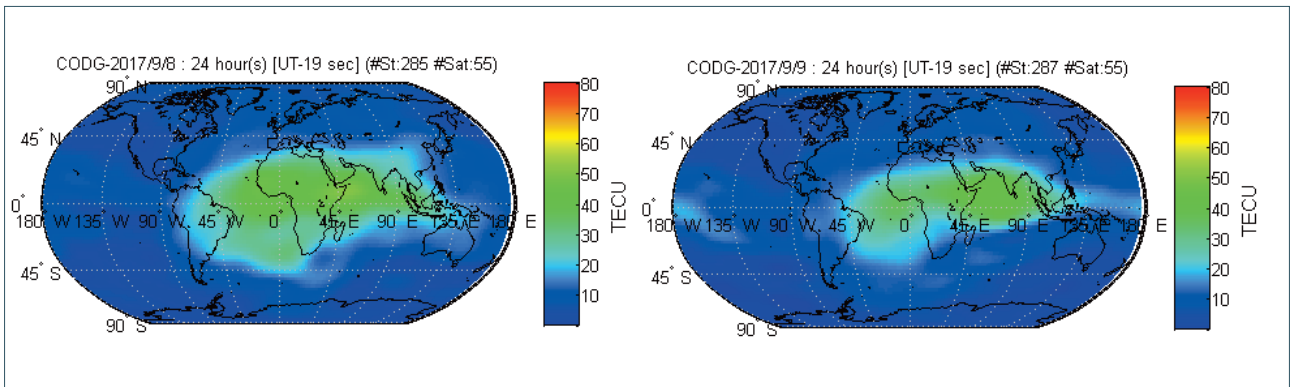 CODG-2017/9/8 : 24 hour(s) [UT-19 sec] (#St:285 #Sat:55)
90° N
45° N
0°
180° W 135° W 90° W 45° W 0° 45° E 90° E 135° E 180° E
45° S
90° S
80
70
60
50
40
30
20
10
TECU
CODG-2017/9/9 : 24 hour(s) [UT-19 sec] (#St:287 #Sat:55)
90° N
45° N
0°
180° W 135° W 90° W 45° W 0° 45° E 90° E 135° E 180° E
45° S
90° S
80
70
60
50
40
30
20
10
TECU